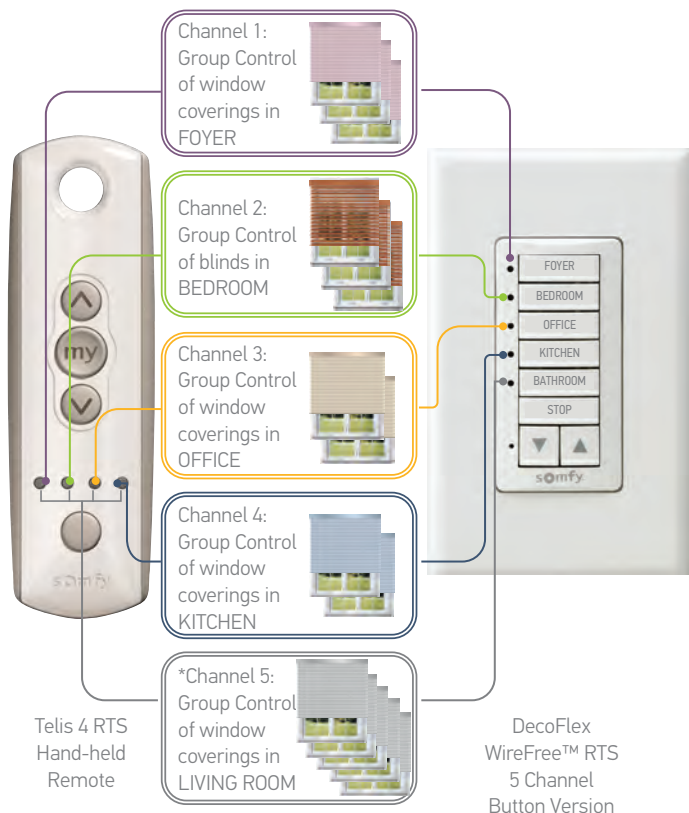 Channel 1:
Group Control
of window
coverings in
FOYER
Channel 2:
Group Control
of blinds in
BEDROOM
Channel 3:
Group Control
of window
coverings in
OFFICE
Channel 4:
Group Control
of window
coverings in
KITCHEN
*Channel 5:
Group Control
of window
coverings in
LIVING ROOM
my
somfy
Telis 4 RTS
Hand-held
Remote
FOYER
BEDROOM
OFFICE
KITCHEN
BATHROOM
STOP
somfy
DecoFlex
WireFree™ RTS
5 Channel
Button Version